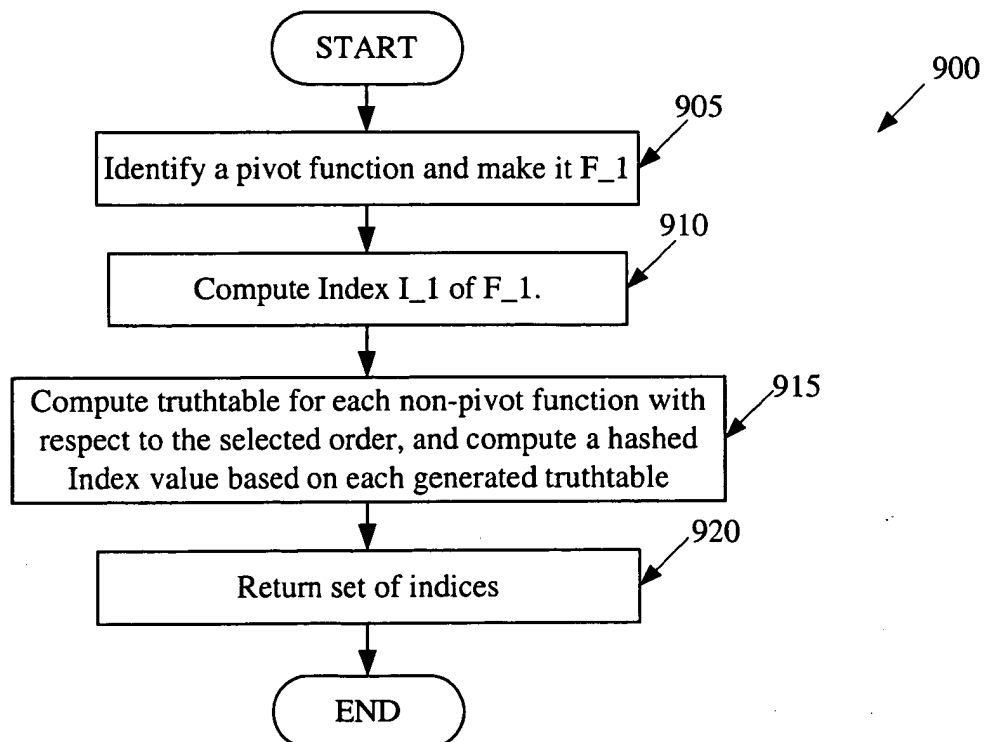 START
900
905
Identify a pivot function and make it F_1
910
Compute Index I_1 of F_1.
915
Compute truthtable for each non-pivot function with
respect to the selected order, and compute a hashed
Index value based on each generated truthtable
920
Return set of indices
END